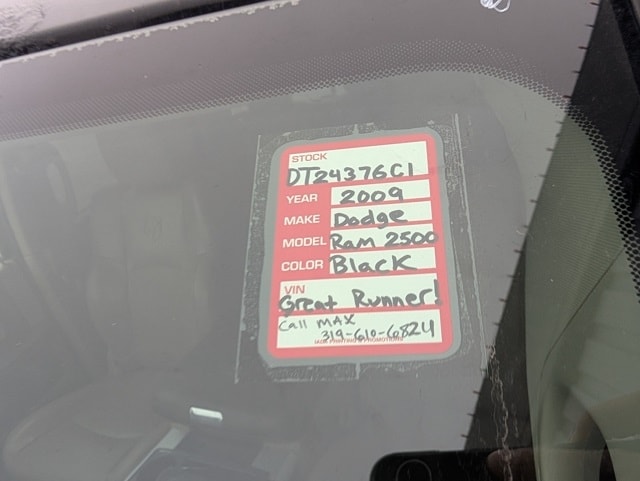 STOCK
DT24376C1
YEAR 2009
MAKE Dodge
MODEL Ram 2500
COLOR Black
VIN
Great Runner!
Call MAX
319-610-6824